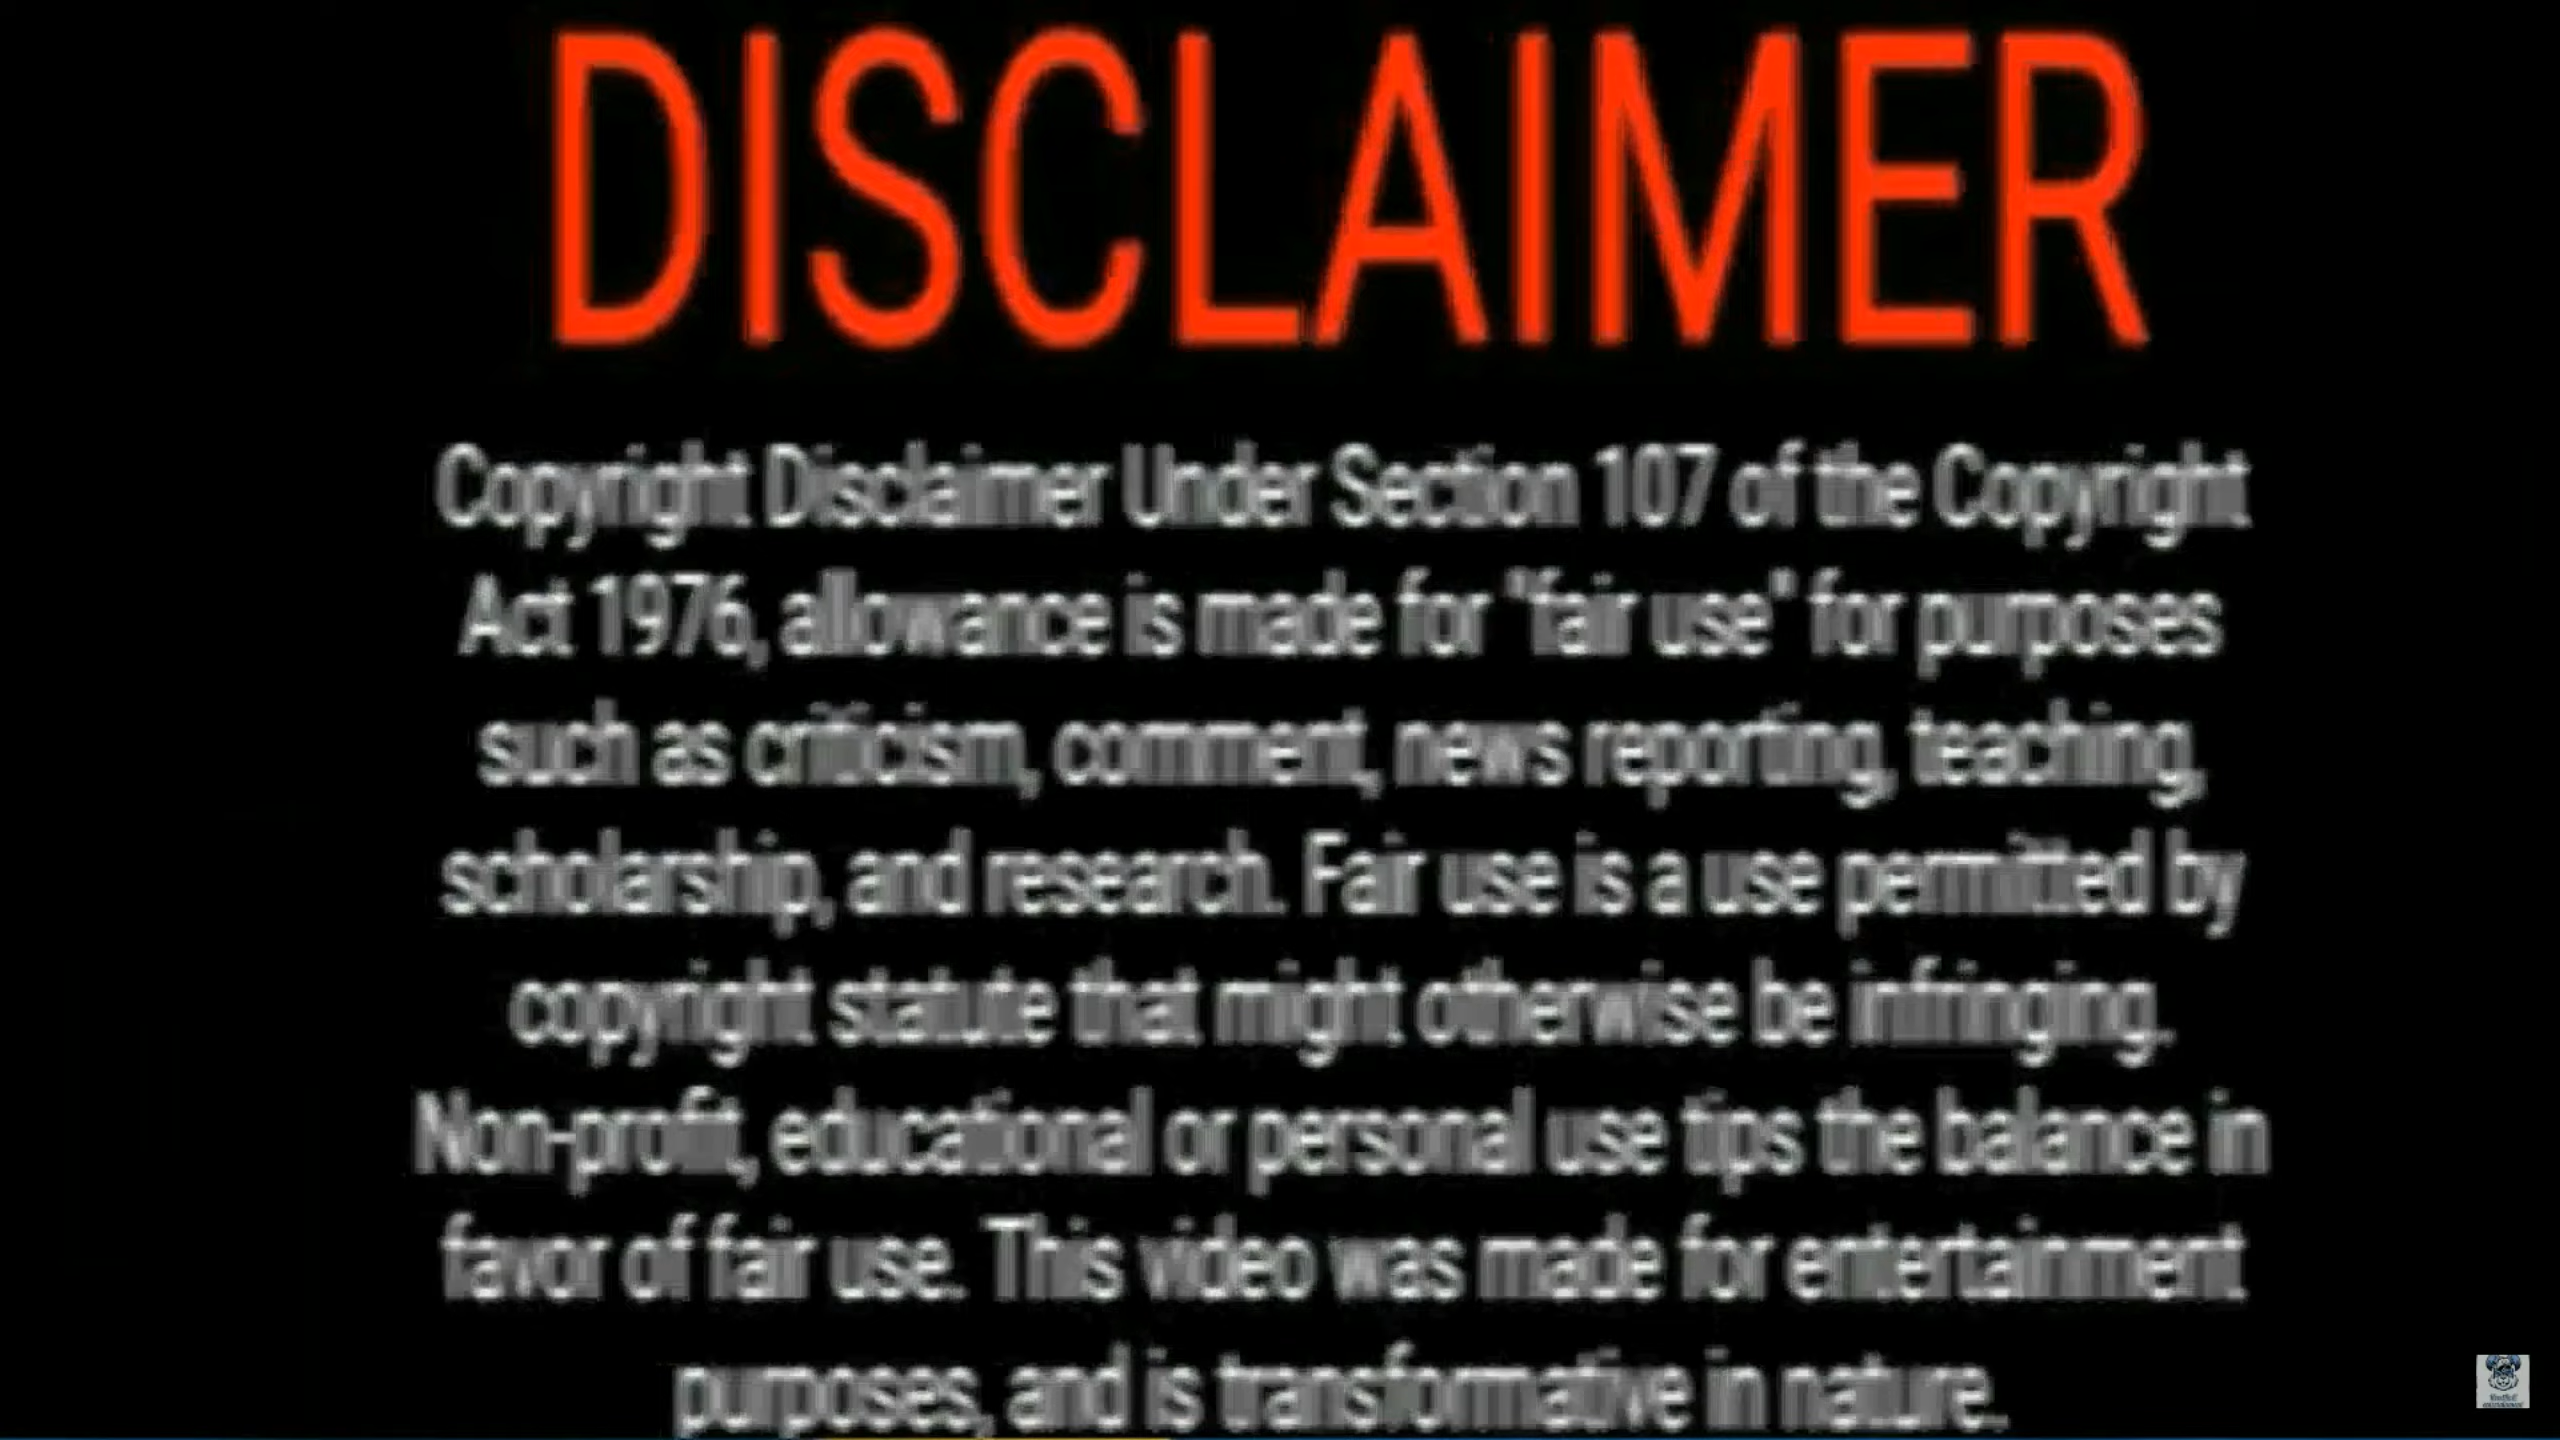 DISCLAIMER
Copyright Disclaimer Under Section 107 of the Copyright
Act 1976, allowance is made for "fair use" for purposes
such as criticism, comment, news reporting, teaching,
scholarship, and research. Fair use is a use permitted by
copyright statute that might otherwise be infringing.
Non-profit, educational or personal use tips the balance in
favor of fair use. This video was made for entertainment
purposes, and is transformative in nature.